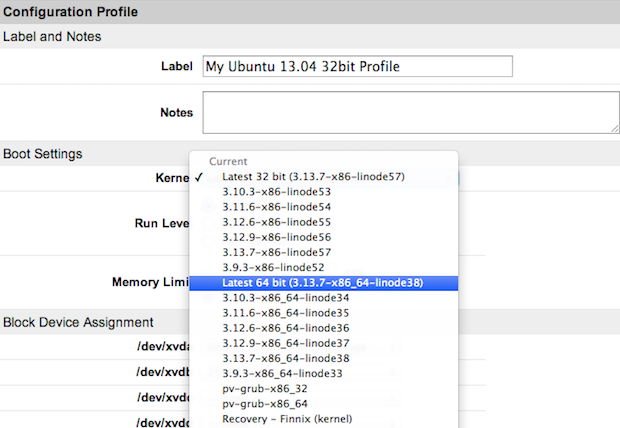 Configuration Profile
Label and Notes
Label My Ubuntu 13.04 32bit Profile
Notes
Boot Settings
Current
Kerne ✓ Latest 32 bit (3.13.7-x86-linode57)
3.10.3-x86-linode53
3.11.6-x86-linode54
Run Leve 3.12.6-x86-linode55
3.12.9-x86-linode56
3.13.7-x86-linode57
3.9.3-x86-linode52
Memory Limi Latest 64 bit (3.13.7-x86_64-linode38)
3.10.3-x86_64-linode34
3.11.6-x86_64-linode35
Block Device Assignment 3.12.6-x86_64-linode36
/dev/xvda 3.12.9-x86_64-linode37
3.13.7-x86_64-linode38
/dev/xvdb 3.9.3-x86_64-linode33
pv-grub-x86_32
/dev/xvdc pv-grub-x86_64
/dev/xvdd Recovery - Finnix (kernel)